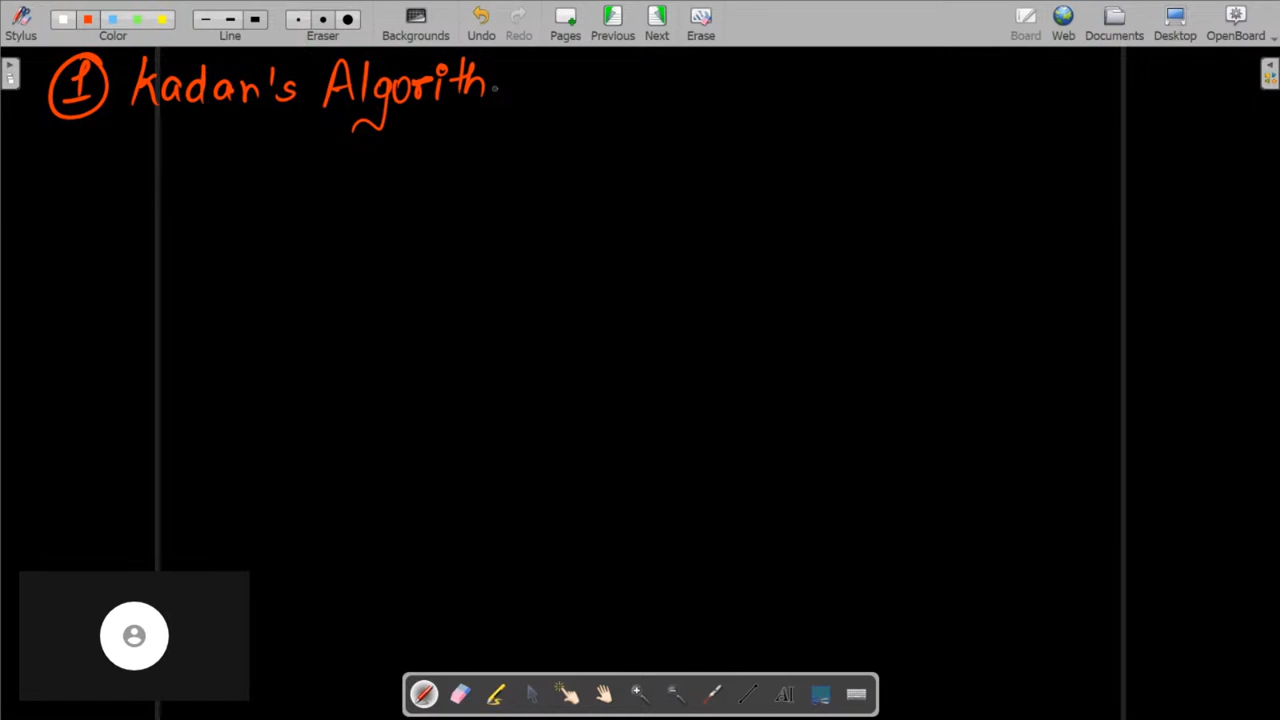 Stylus Color Line Eraser Backgrounds Undo Redo Pages Previous Next Erase Board Web Documents Desktop OpenBoard
① Kadan's Algorith
AI